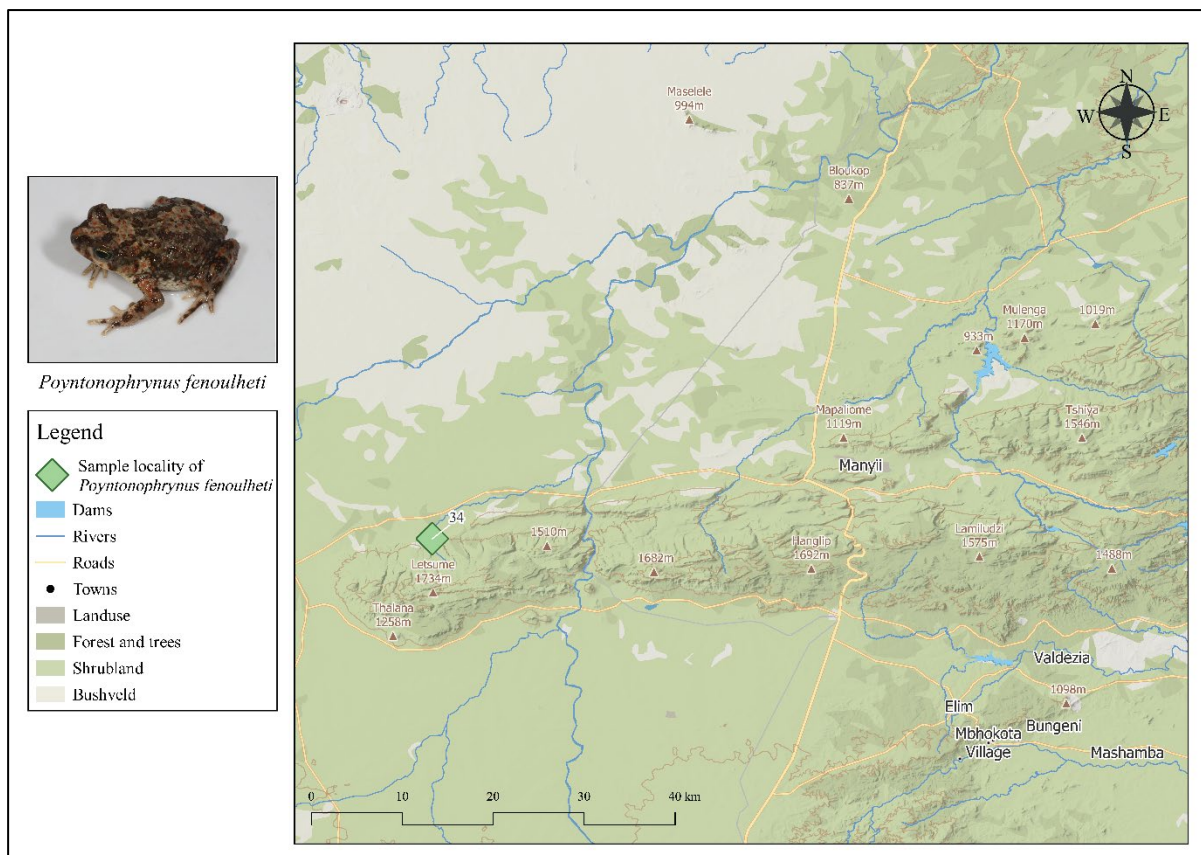 Poyntonophrynus fenoulheti
Legend
Sample locality of
Poyntonophrynus fenoulheti
Dams
Rivers
Roads
Towns
Landuse
Forest and trees
Shrubland
Bushveld
N
W E
S
Maselele
994m
Bloukop
837m
Mulenga
1170m
1019m
933m
Mapaliome
1119m
Tshiya
1546m
Manyii
34
1510m
Letsume
1734m
1682m
Hanglip
1692m
Lamiludzi
1575m
1488m
Thalana
1258m
Valdezia
1098m
Elim
Bungeni
Mbhokota
Village
Mashamba
0 10 20 30 40 km